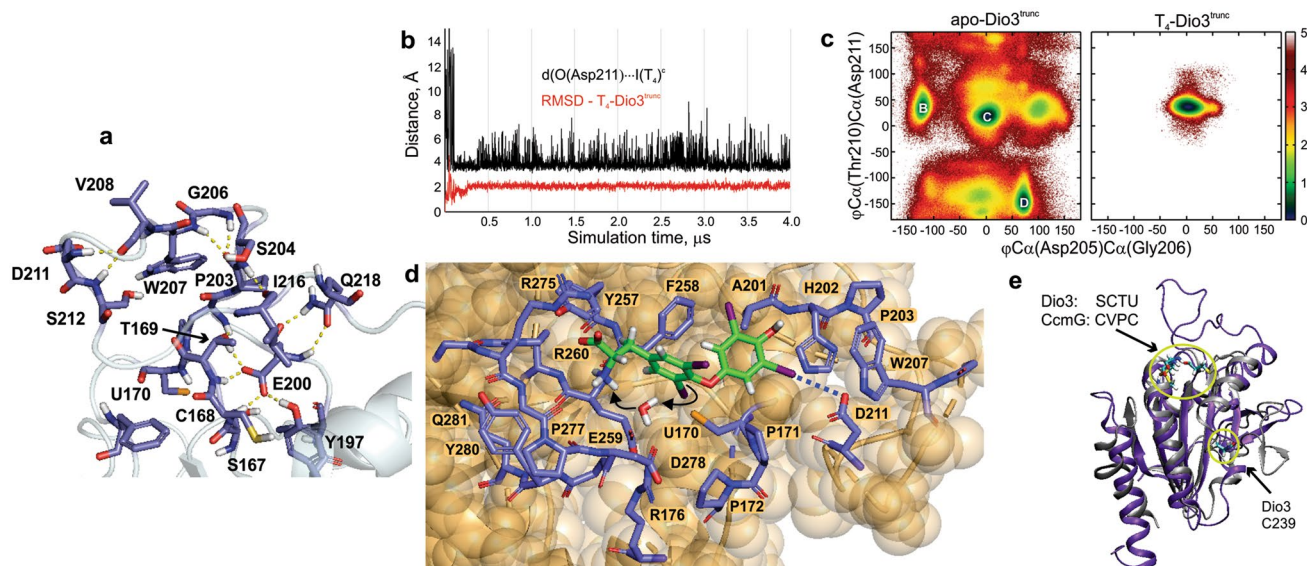 a
V208
G206
S204
D211
W207
P203
I216
Q218
S212
T169
U170
E200
C168
S167
Y197
b
14
12
10
8
6
4
2
0
Distance, Å
d(O(Asp211)···I(T₄)ᶜ
RMSD - T₄-Dio3ᵗʳᵘⁿᶜ
0.5 1.0 1.5 2.0 2.5 3.0 3.5 4.0
Simulation time, μs
c
apo-Dio3ᵗʳᵘⁿᶜ
T₄-Dio3ᵗʳᵘⁿᶜ
φCα(Thr210)Cα(Asp211)
150
100
50
0
-50
-100
-150
B
C
D
-150 -100 -50 0 50 100 150
-150 -100 -50 0 50 100 150
φCα(Asp205)Cα(Gly206)
5
4
3
2
1
0
d
R275
Y257
F258
A201
H202
P203
R260
W207
Q281
P277
E259
U170
P171
D211
Y280
D278
R176
P172
e
Dio3: SCTU
CcmG: CVPC
Dio3
C239